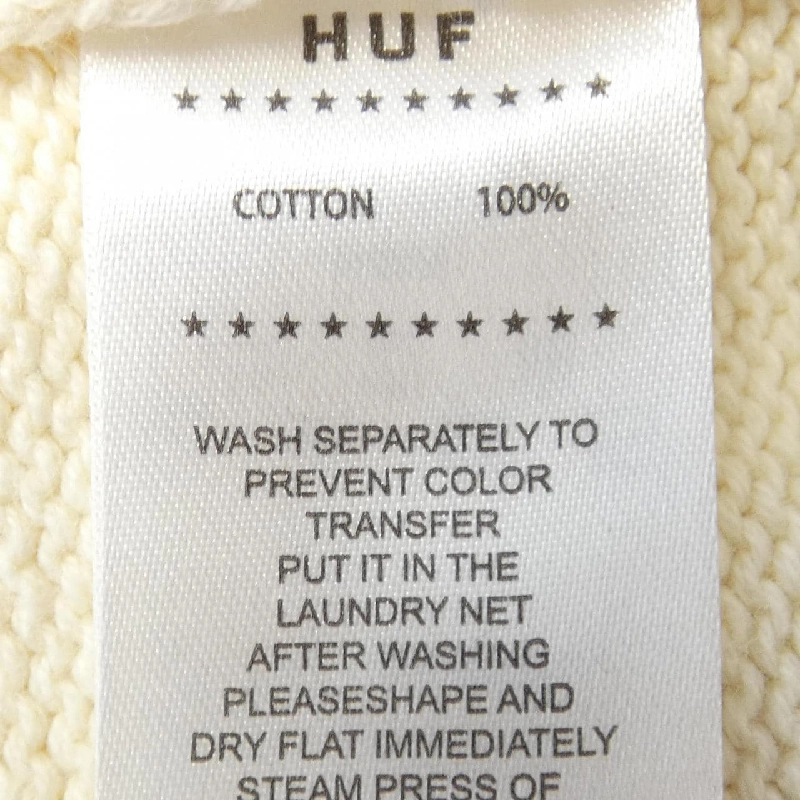 HUF
★ ★ ★ ★ ★ ★ ★ ★ ★ ★
COTTON 100%
★ ★ ★ ★ ★ ★ ★ ★ ★ ★
WASH SEPARATELY TO
PREVENT COLOR
TRANSFER
PUT IT IN THE
LAUNDRY NET
AFTER WASHING
PLEASESHAPE AND
DRY FLAT IMMEDIATELY
STEAM PRESS OF